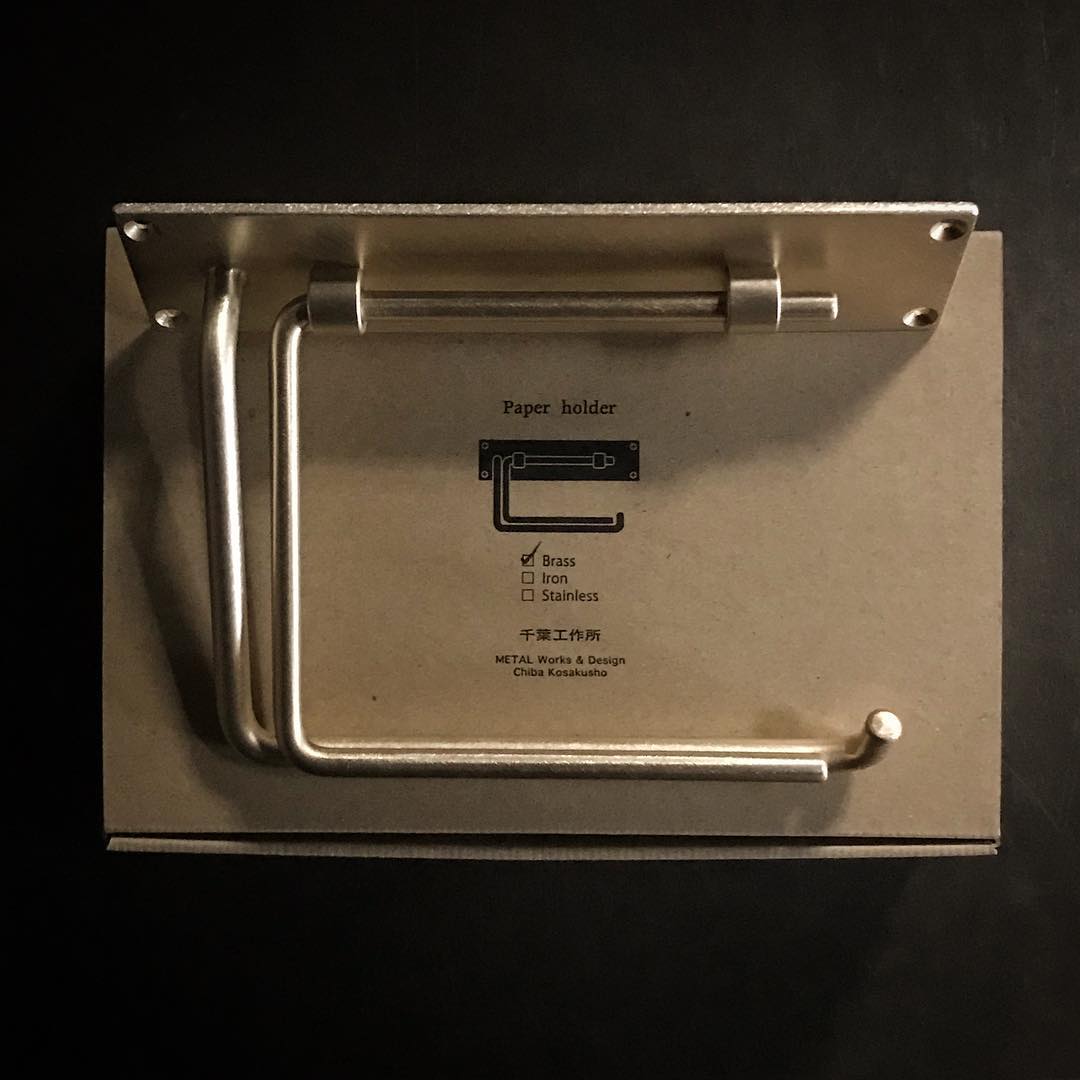 Paper holder
☑ Brass
☐ Iron
☐ Stainless
千葉工作所
METAL Works & Design
Chiba Kosakusho